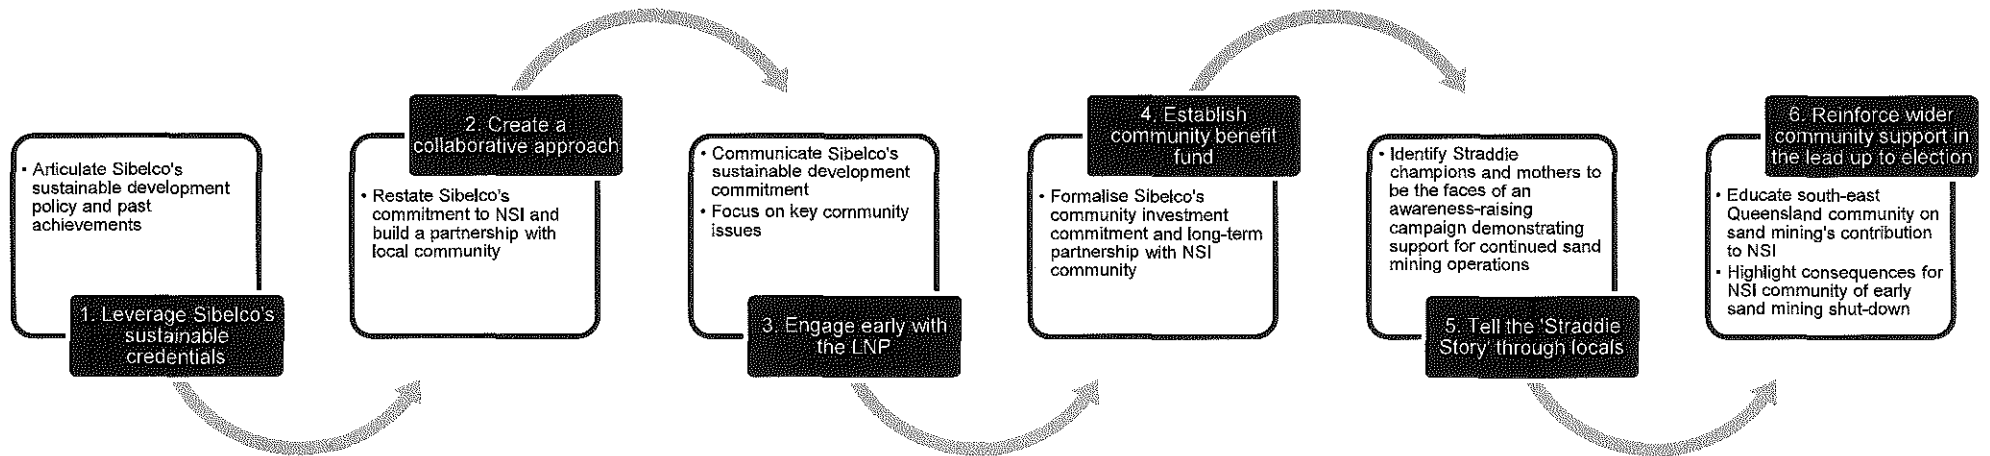 • Articulate Sibelco's
sustainable development
policy and past
achievements
1. Leverage Sibelco's
sustainable
credentials
2. Create a
collaborative approach
• Restate Sibelco's
commitment to NSI and
build a partnership with
local community
• Communicate Sibelco's
sustainable development
commitment
• Focus on key community
issues
3. Engage early with
the LNP
4. Establish
community benefit
fund
• Formalise Sibelco's
community investment
commitment and long-term
partnership with NSI
community
• Identify Straddie
champions and mothers to
be the faces of an
awareness-raising
campaign demonstrating
support for continued sand
mining operations
5. Tell the 'Straddie
Story' through locals
6. Reinforce wider
community support in
the lead up to election
• Educate south-east
Queensland community on
sand mining's contribution
to NSI
• Highlight consequences for
NSI community of early
sand mining shut-down